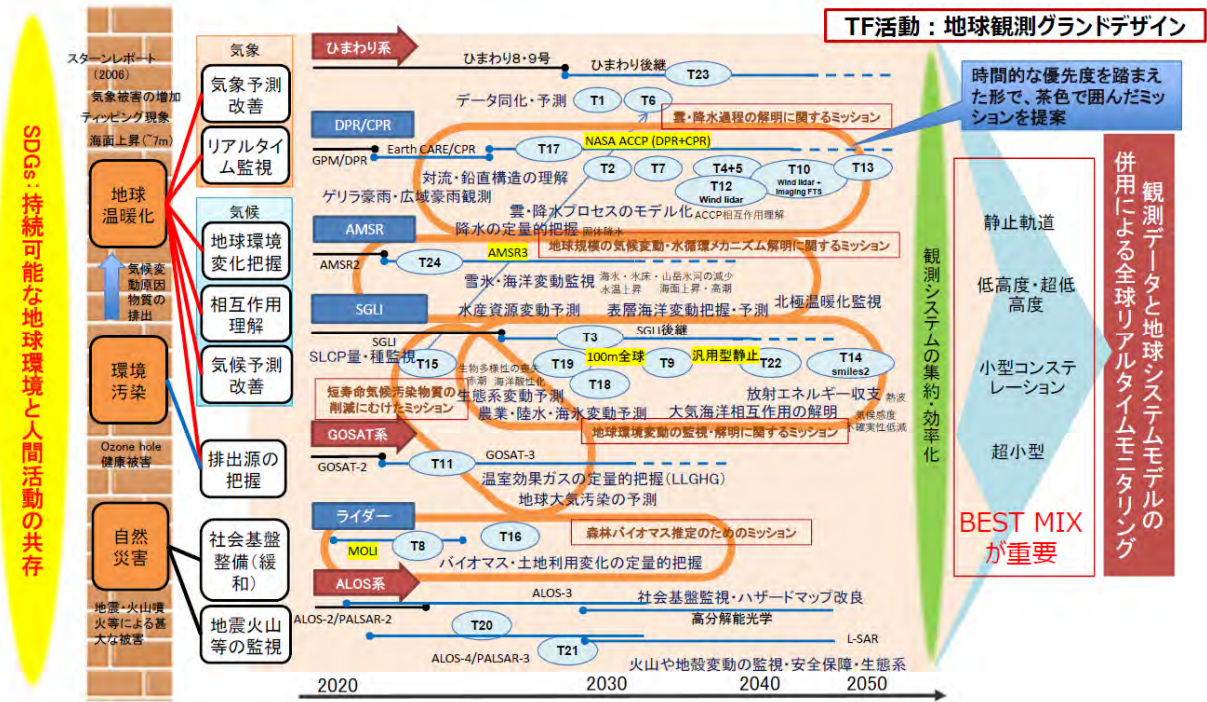 TF活動：地球観測グランドデザイン
SDGs：持続可能な地球環境と人間活動の共存
スターンレポート
（2006）
気象被害の増加
ティッピング現象
海面上昇(~7m)
地球
温暖化
気候変
動原因
物質の
排出
環境
汚染
Ozone hole
健康被害
自然
災害
地震・火山噴
火等による甚
大な被害
気象
気象予測
改善
リアルタイ
ム監視
気候
地球環境
変化把握
相互作用
理解
気候予測
改善
排出源の
把握
社会基盤
整備(緩
和)
地震火山
等の監視
ひまわり系
ひまわり8・9号
ひまわり後継
T23
データ同化・予測
T1
T6
雲・降水過程の解明に関するミッション
DPR/CPR
GPM/DPR
Earth CARE/CPR
T17
NASA ACCP (DPR+CPR)
対流・鉛直構造の理解
ゲリラ豪雨・広域豪雨観測
T2
T7
T4+5
T12
Wind lidar
T10
Wind lidar +
Imaging FTS
T13
雲・降水プロセスのモデル化
ACCP相互作用理解
降水の定量的把握
固体降水
AMSR
地球規模の気候変動・水循環メカニズム解明に関するミッション
AMSR2
T24
AMSR3
雪氷・海洋変動監視
海氷・氷床・山岳氷河の減少
水温上昇
海面上昇・高潮
水産資源変動予測
表層海洋変動把握・予測
北極温暖化監視
SGLI
SGLI
T3
SGLI後継
SLCP量・種監視
T15
生物多様性の喪失
赤潮 海洋酸性化
T19
100m全球
T18
T9
汎用型静止
T22
T14
smiles2
生態系変動予測
放射エネルギー収支
熱波
短寿命気候汚染物質の
削減にむけたミッション
農業・陸水・海氷変動予測
大気海洋相互作用の解明
気候感度
不確実性低減
地球環境変動の監視・解明に関するミッション
GOSAT系
GOSAT-2
T11
GOSAT-3
温室効果ガスの定量的把握(LLGHG)
地球大気汚染の予測
ライダー
MOLI
T8
T16
森林バイオマス推定のためのミッション
バイオマス・土地利用変化の定量的把握
ALOS系
ALOS-3
社会基盤監視・ハザードマップ改良
ALOS-2/PALSAR-2
高分解能光学
T20
L-SAR
ALOS-4/PALSAR-3
T21
火山や地殻変動の監視・安全保障・生態系
2020
2030
2040
2050
観測システムの集約・効率化
時間的な優先度を踏まえ
た形で、茶色で囲んだミッ
ションを提案
静止軌道
低高度・超低
高度
小型コンステ
レーション
超小型
BEST MIX
が重要
観測データと地球システムモデルの
併用による全球リアルタイムモニタリング